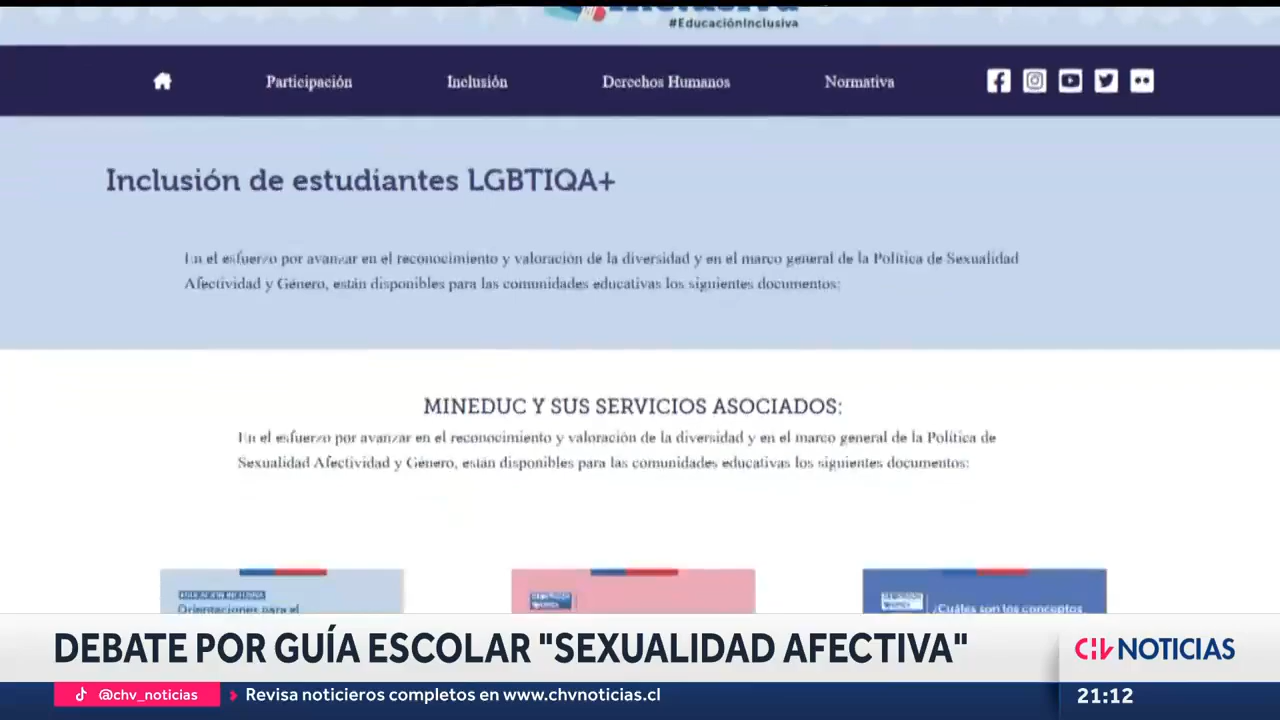 #EducaciónInclusiva
Participación Inclusión Derechos Humanos Normativa
Inclusión de estudiantes LGBTIQA+
En el esfuerzo por avanzar en el reconocimiento y valoración de la diversidad y en el marco general de la Política de Sexualidad
Afectividad y Género, están disponibles para las comunidades educativas los siguientes documentos:
MINEDUC Y SUS SERVICIOS ASOCIADOS:
En el esfuerzo por avanzar en el reconocimiento y valoración de la diversidad y en el marco general de la Política de
Sexualidad Afectividad y Género, están disponibles para las comunidades educativas los siguientes documentos:
EDUCACIÓN INCLUSIVA
Orientaciones para el
¿Cuáles son los conceptos
DEBATE POR GUÍA ESCOLAR "SEXUALIDAD AFECTIVA"
CHV NOTICIAS
@chv_noticias Revisa noticieros completos en www.chvnoticias.cl
21:12